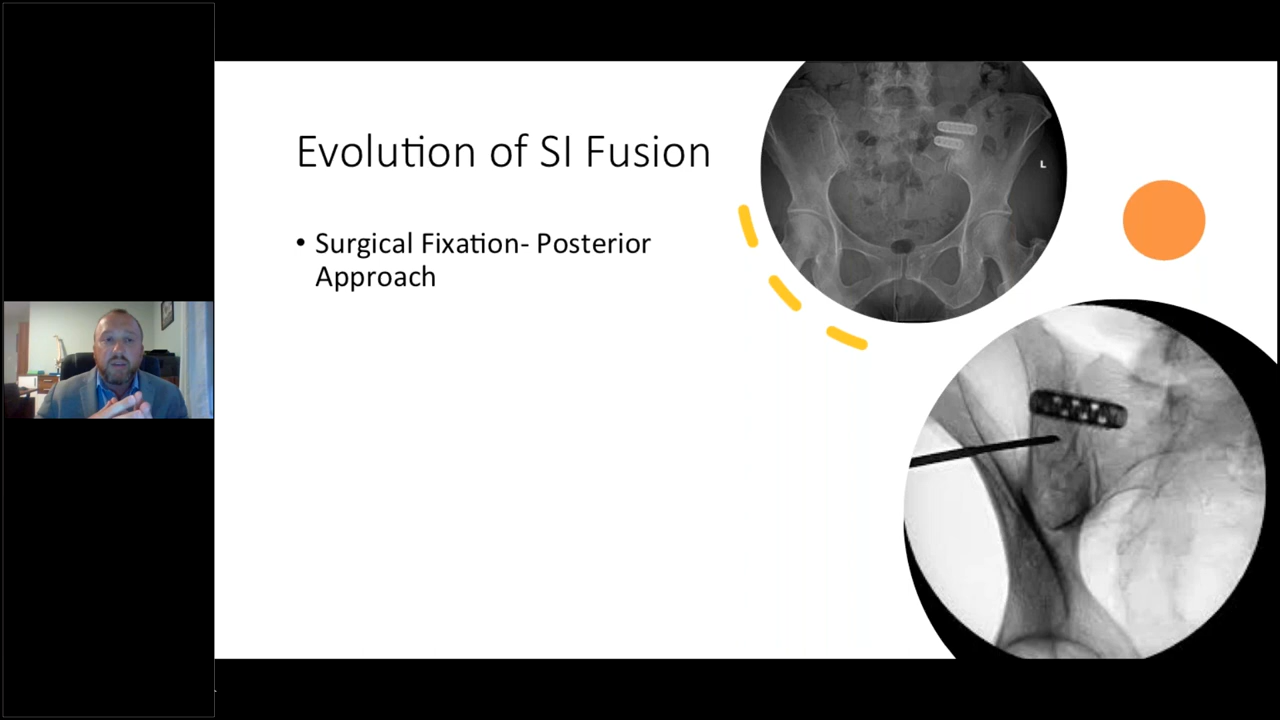 Evolution of SI Fusion
• Surgical Fixation- Posterior
Approach
L